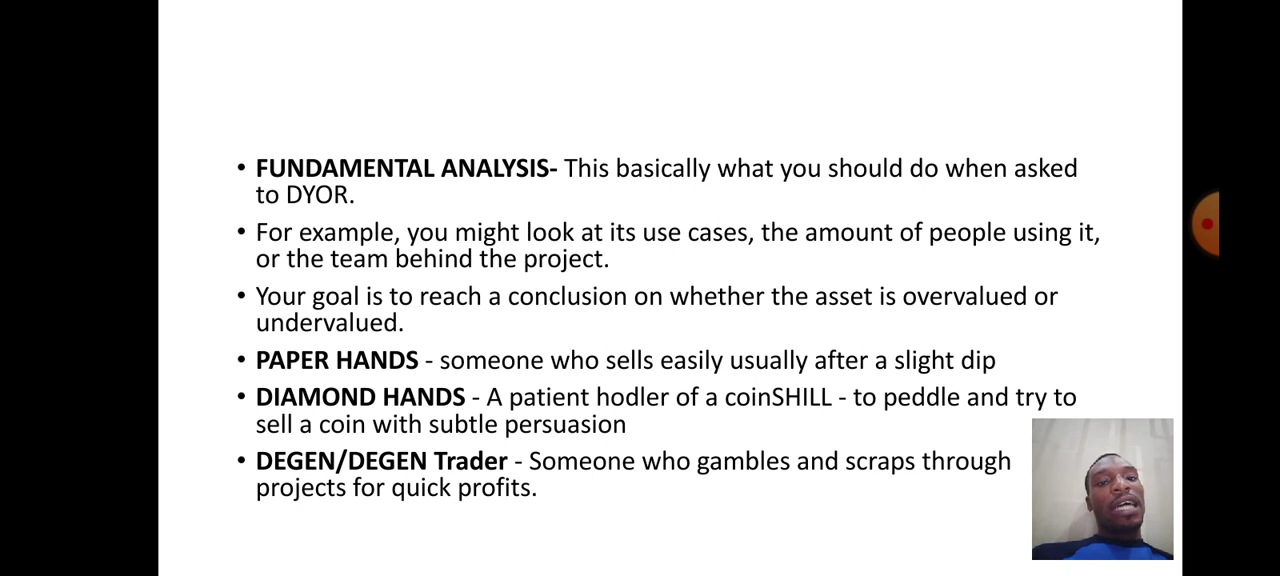 • FUNDAMENTAL ANALYSIS- This basically what you should do when asked
to DYOR.
• For example, you might look at its use cases, the amount of people using it,
or the team behind the project.
• Your goal is to reach a conclusion on whether the asset is overvalued or
undervalued.
• PAPER HANDS - someone who sells easily usually after a slight dip
• DIAMOND HANDS - A patient hodler of a coinSHILL - to peddle and try to
sell a coin with subtle persuasion
• DEGEN/DEGEN Trader - Someone who gambles and scraps through
projects for quick profits.